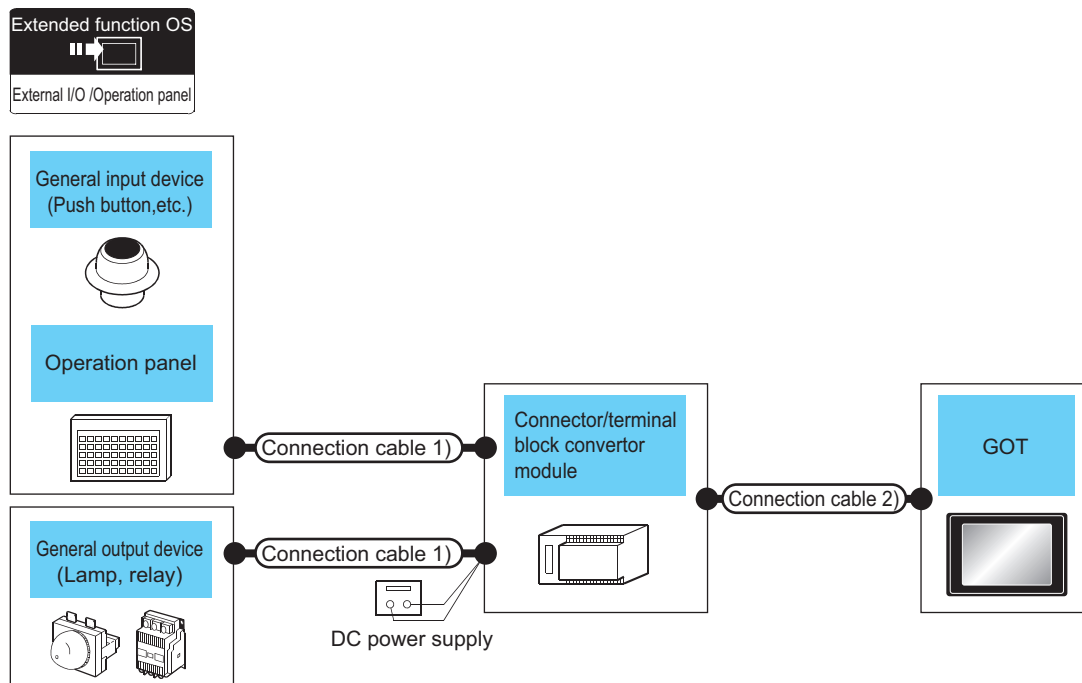 Extended function OS
External I/O /Operation panel
General input device
(Push button,etc.)
Operation panel
Connection cable 1)
General output device
(Lamp, relay)
Connection cable 1)
DC power supply
Connector/terminal
block convertor
module
Connection cable 2)
GOT